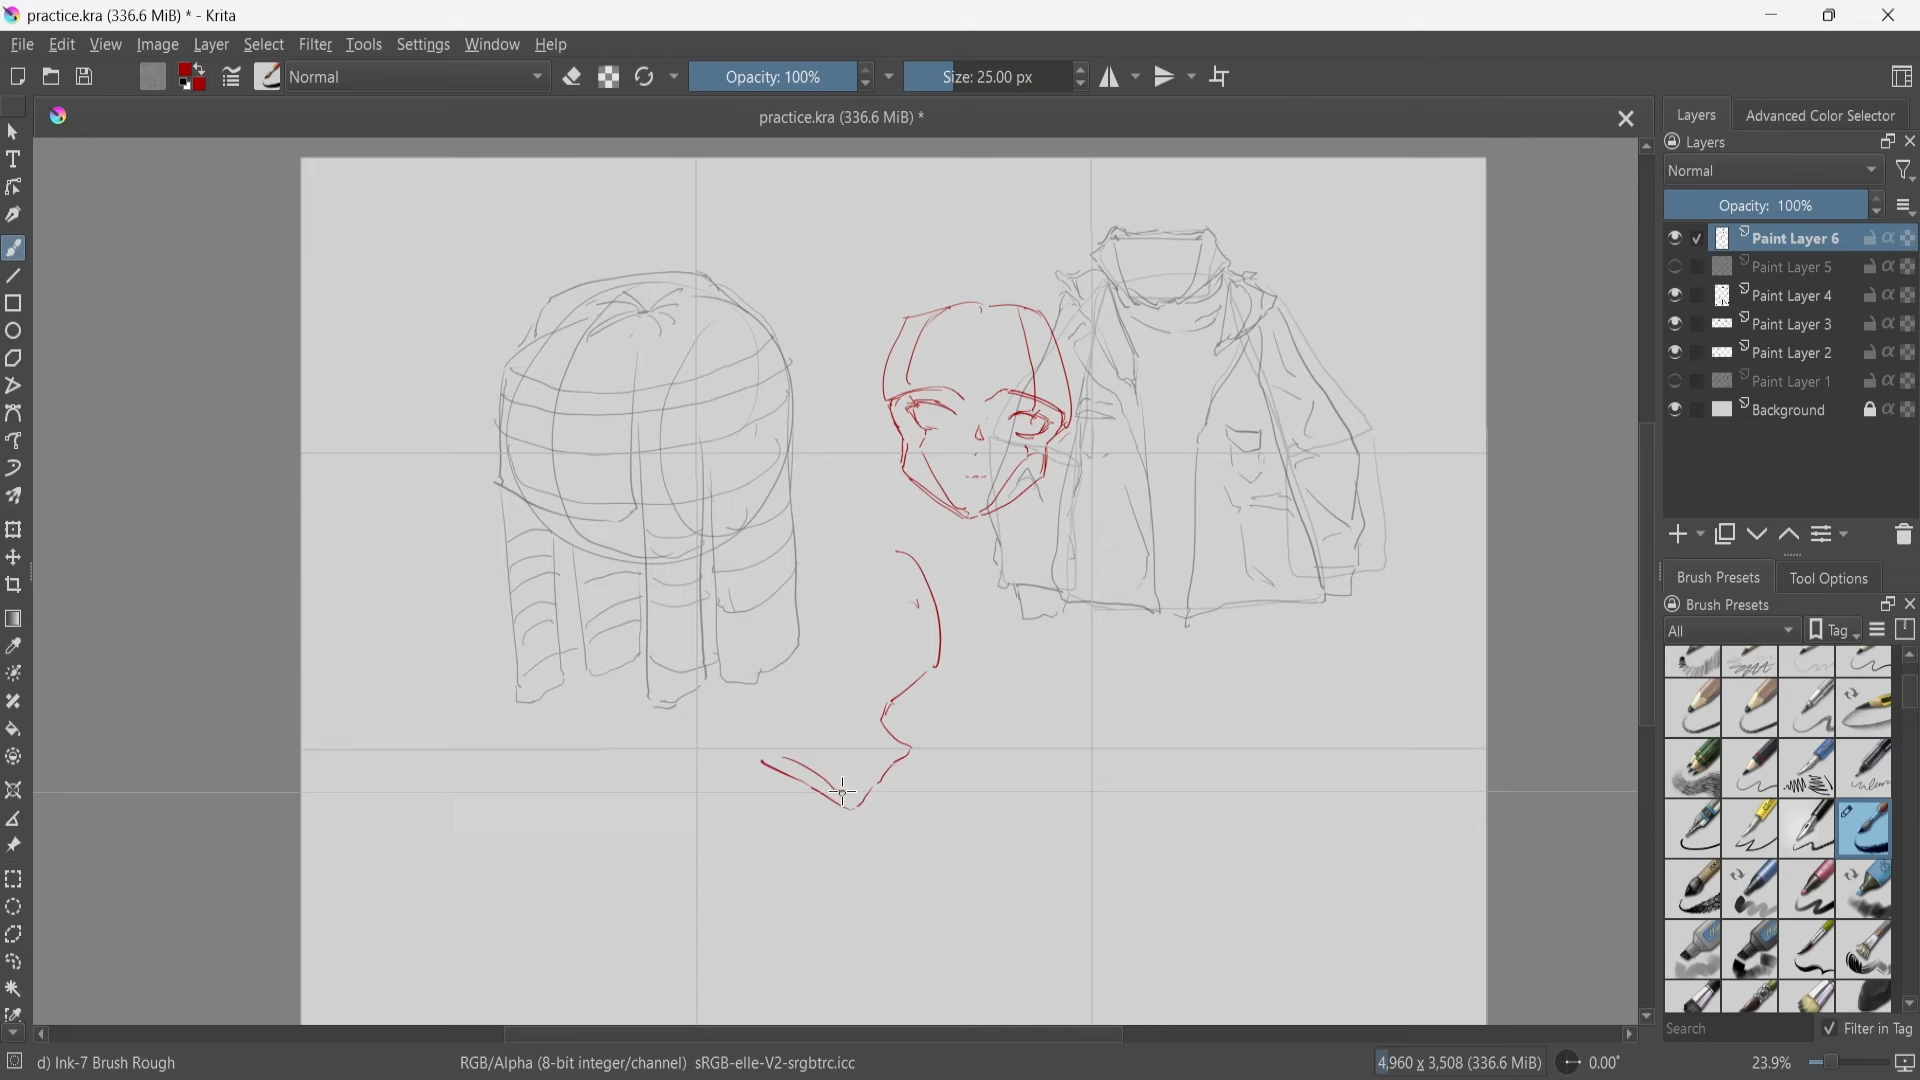 practice.kra (336.6 MiB) * - Krita
File Edit View Image Layer Select Filter Tools Settings Window Help
Normal Opacity: 100% Size: 25.00 px
practice.kra (336.6 MiB) *
Layers Advanced Color Selector
Layers
Normal
Opacity: 100%
Paint Layer 6
Paint Layer 5
Paint Layer 4
Paint Layer 3
Paint Layer 2
Paint Layer 1
Background
Brush Presets Tool Options
Brush Presets
All Tag
Search Filter in Tag
d) Ink-7 Brush Rough RGB/Alpha (8-bit integer/channel) sRGB-elle-V2-srgbtrc.icc 4,960 x 3,508 (336.6 MiB) 0.00° 23.9%